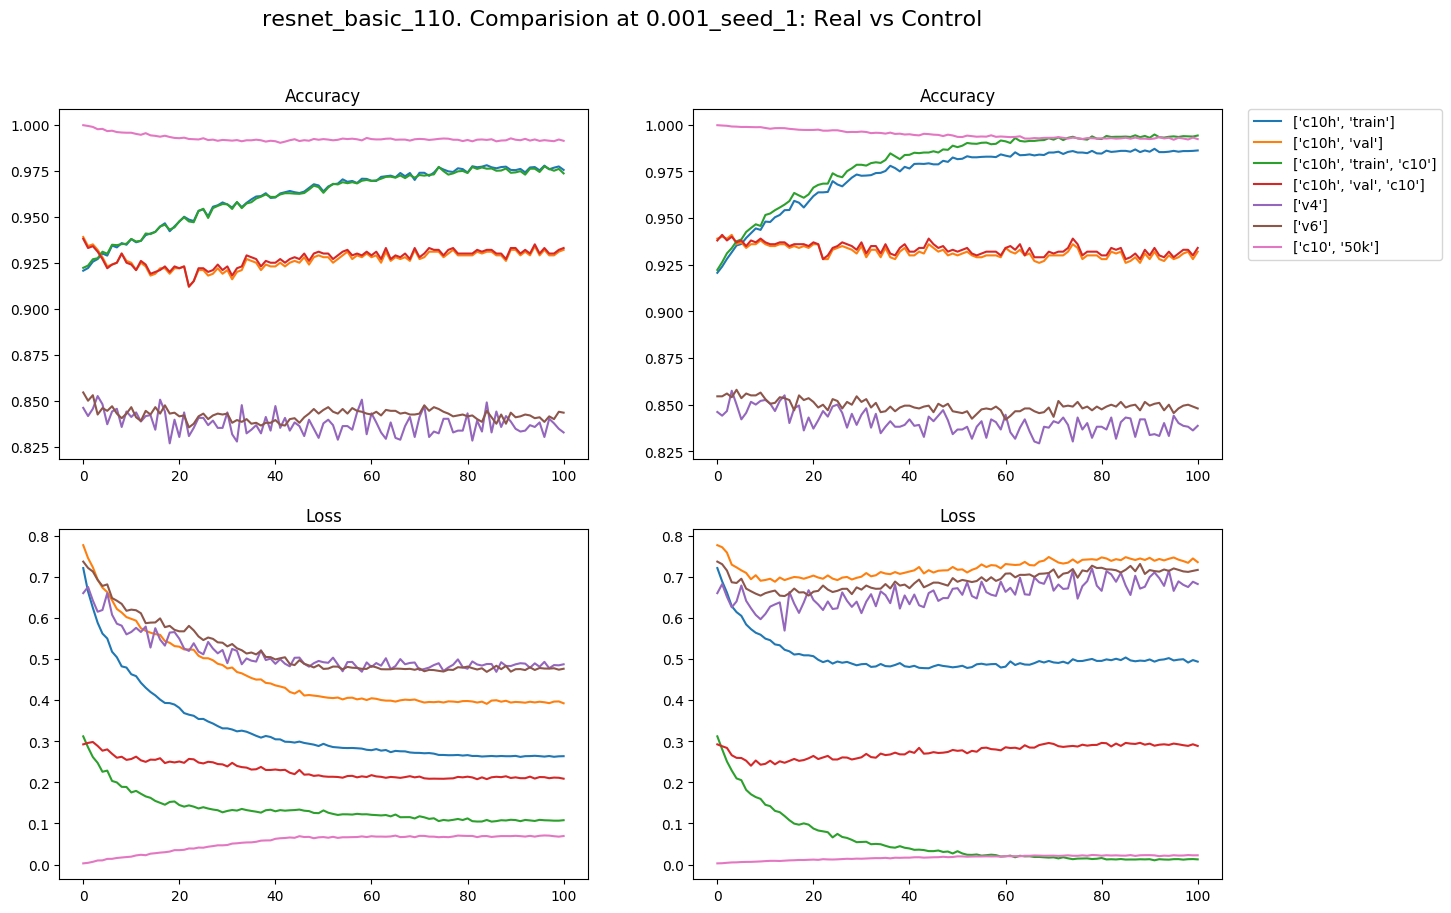 resnet_basic_110. Comparision at 0.001_seed_1: Real vs Control
Accuracy
1.000
0.975
0.950
0.925
0.900
0.875
0.850
0.825
0 20 40 60 80 100
Accuracy
1.000
0.975
0.950
0.925
0.900
0.875
0.850
0.825
0 20 40 60 80 100
['c10h', 'train']
['c10h', 'val']
['c10h', 'train', 'c10']
['c10h', 'val', 'c10']
['v4']
['v6']
['c10', '50k']
Loss
0.8
0.7
0.6
0.5
0.4
0.3
0.2
0.1
0.0
0 20 40 60 80 100
Loss
0.8
0.7
0.6
0.5
0.4
0.3
0.2
0.1
0.0
0 20 40 60 80 100